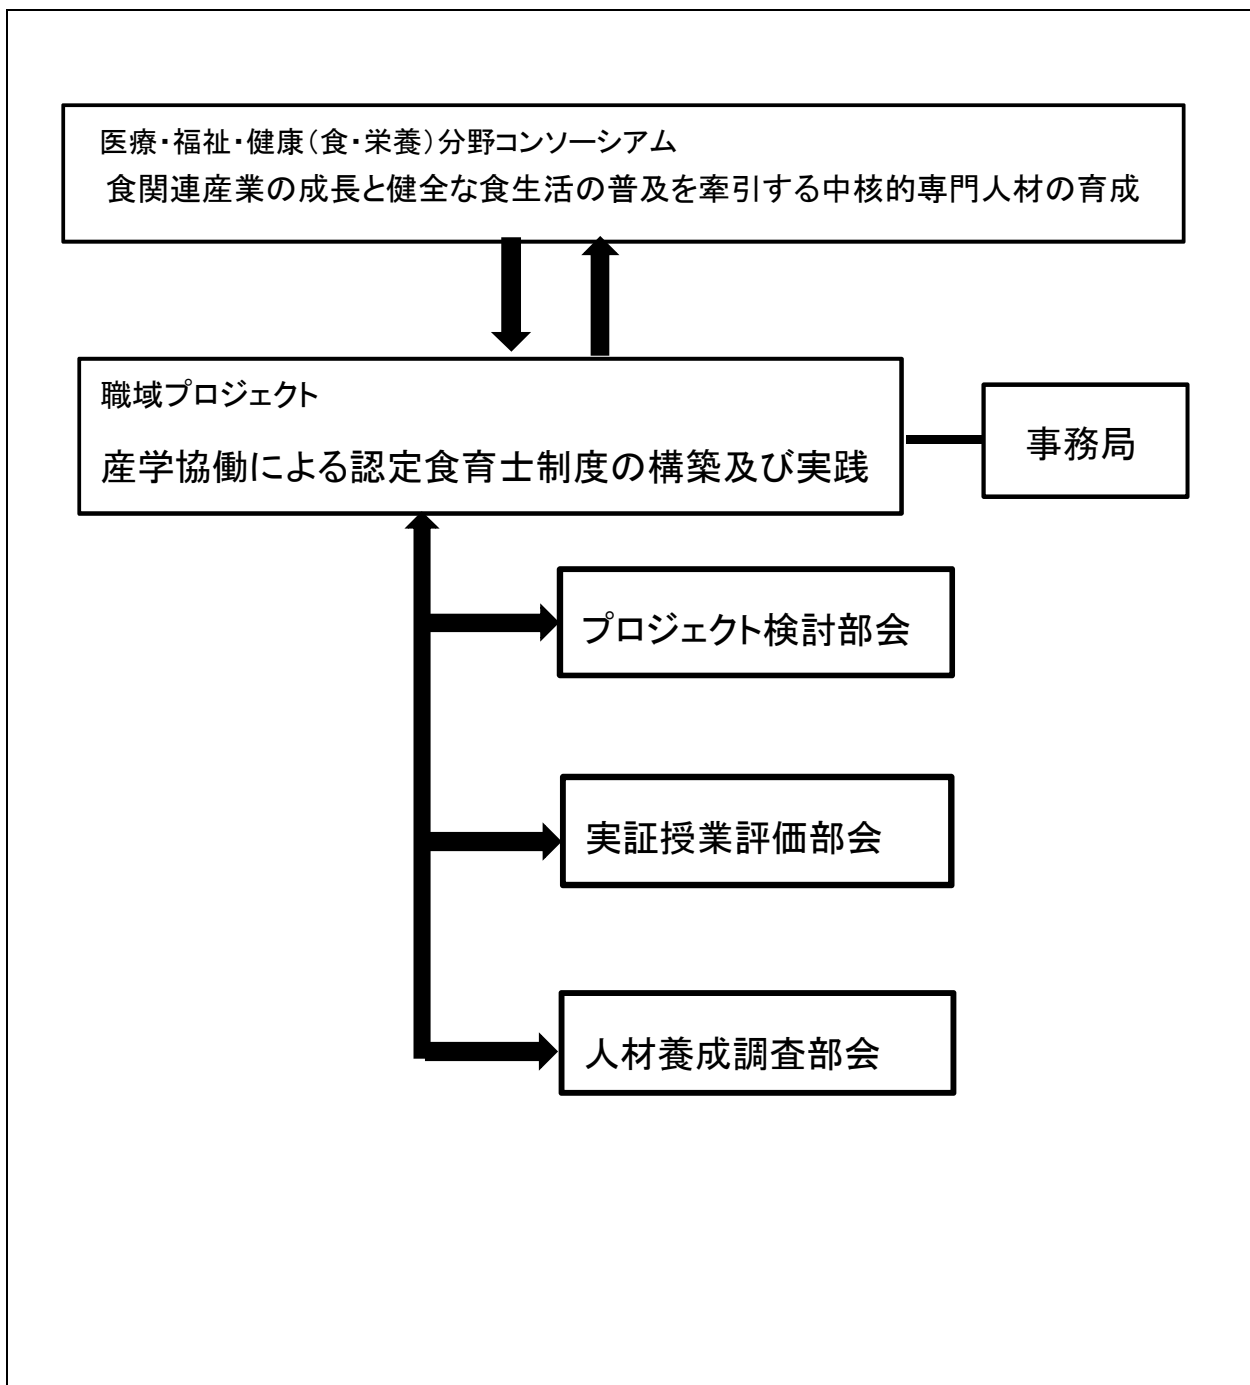 医療・福祉・健康（食・栄養）分野コンソーシアム
食関連産業の成長と健全な食生活の普及を牽引する中核的専門人材の育成
職域プロジェクト
産学協働による認定食育士制度の構築及び実践
事務局
プロジェクト検討部会
実証授業評価部会
人材養成調査部会